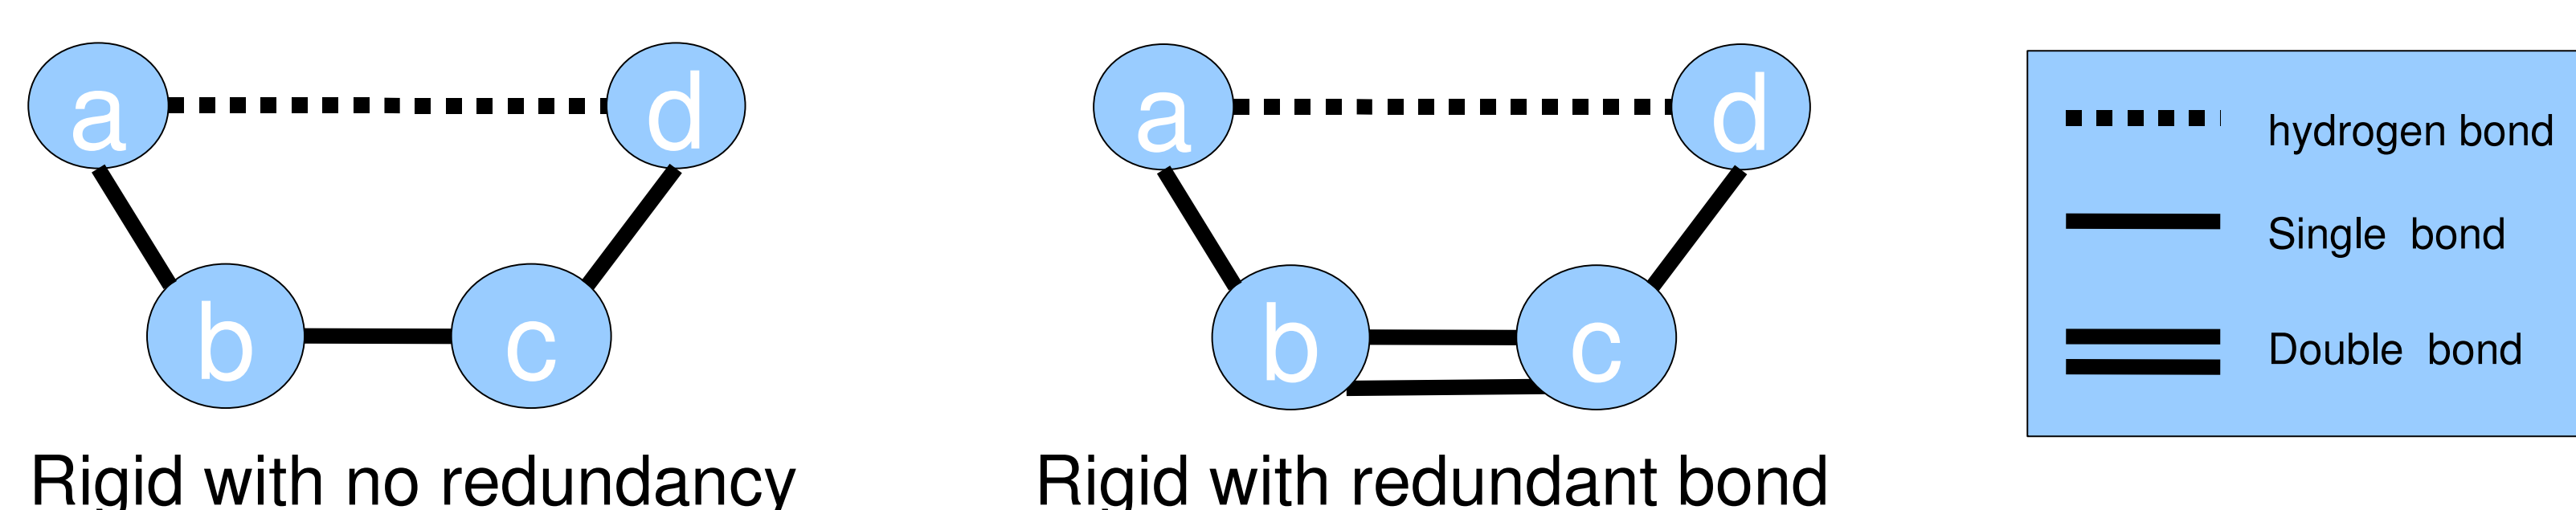 a
d
b
c
Rigid with no redundancy
a
d
b
c
Rigid with redundant bond
hydrogen bond
Single bond
Double bond